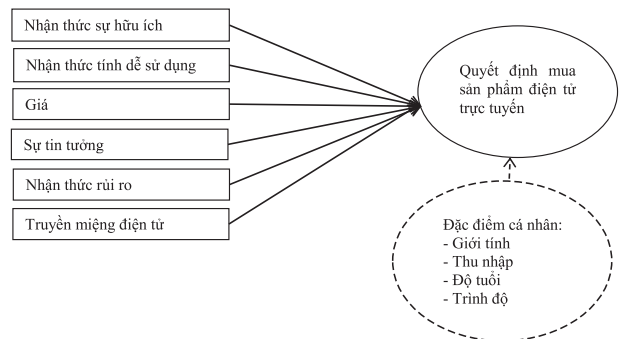 Nhận thức sự hữu ích
Nhận thức tính dễ sử dụng
Giá
Sự tin tưởng
Nhận thức rủi ro
Truyền miệng điện tử
Quyết định mua
sản phẩm điện tử
trực tuyến
Đặc điểm cá nhân:
- Giới tính
- Thu nhập
- Độ tuổi
- Trình độ